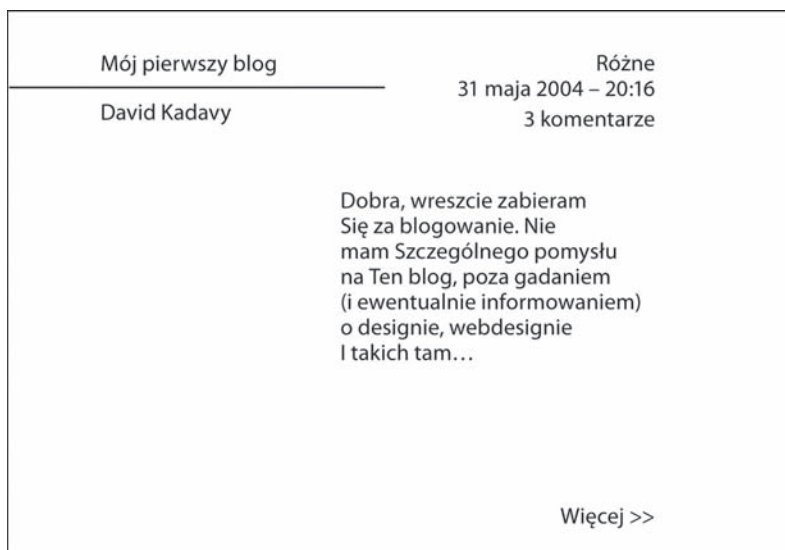 Mój pierwszy blog
David Kadavy
Różne
31 maja 2004 – 20:16
3 komentarze
Dobra, wreszcie zabieram
Się za blogowanie. Nie
mam Szczególnego pomysłu
na Ten blog, poza gadaniem
(i ewentualnie informowaniem)
o designie, webdesignie
I takich tam…
Więcej >>